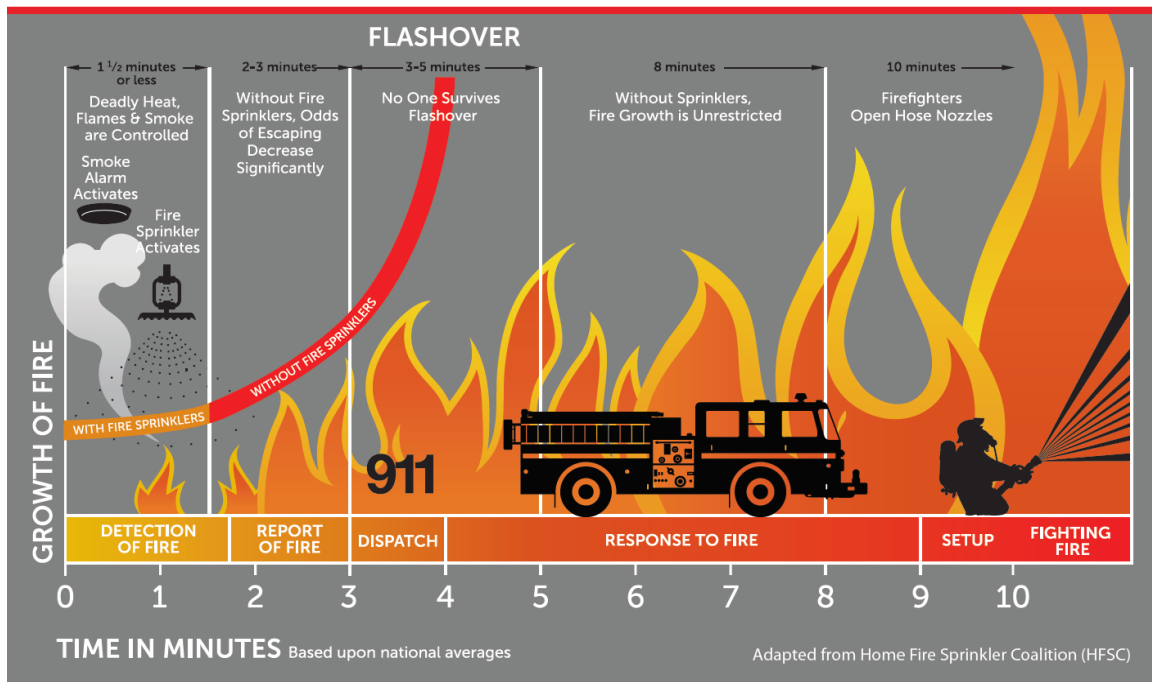 FLASHOVER
1 1/2 minutes
or less
2-3 minutes
3-5 minutes
8 minutes
10 minutes
Deadly Heat,
Flames & Smoke
are Controlled
Without Fire
Sprinklers, Odds
of Escaping
Decrease
Significantly
No One Survives
Flashover
Without Sprinklers,
Fire Growth is Unrestricted
Firefighters
Open Hose Nozzles
Smoke
Alarm
Activates
Fire
Sprinkler
Activates
GROWTH OF FIRE
WITH FIRE SPRINKLERS
WITHOUT FIRE SPRINKLERS
911
DETECTION
OF FIRE
REPORT
OF FIRE
DISPATCH
RESPONSE TO FIRE
SETUP
FIGHTING
FIRE
0 1 2 3 4 5 6 7 8 9 10
TIME IN MINUTES Based upon national averages
Adapted from Home Fire Sprinkler Coalition (HFSC)